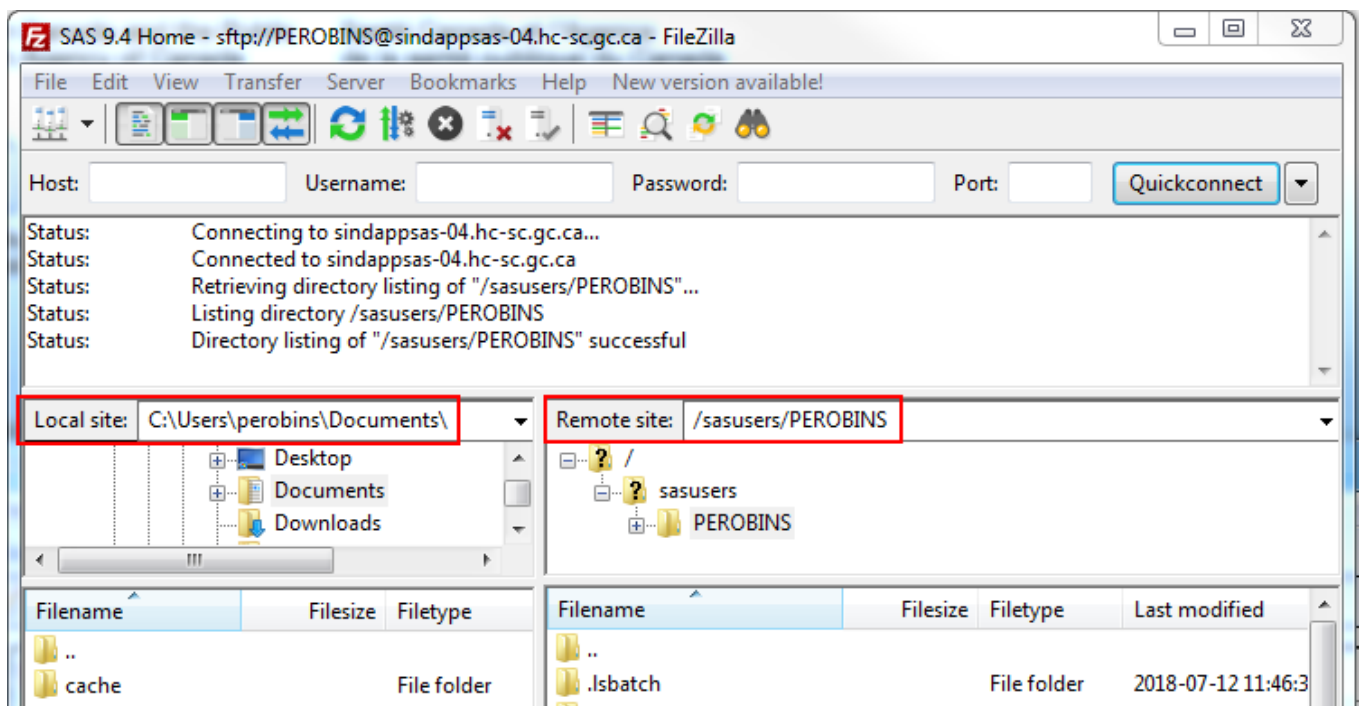 SAS 9.4 Home - sftp://PEROBINS@sindappsas-04.hc-sc.gc.ca - FileZilla
File Edit View Transfer Server Bookmarks Help New version available!
Host: Username: Password: Port: Quickconnect
Status: Connecting to sindappsas-04.hc-sc.gc.ca...
Status: Connected to sindappsas-04.hc-sc.gc.ca
Status: Retrieving directory listing of "/sasusers/PEROBINS"...
Status: Listing directory /sasusers/PEROBINS
Status: Directory listing of "/sasusers/PEROBINS" successful
Local site: C:\Users\perobins\Documents\
Desktop
Documents
Downloads
Filename Filesize Filetype
..
cache File folder
Remote site: /sasusers/PEROBINS
/
sasusers
PEROBINS
Filename Filesize Filetype Last modified
..
.lsbatch File folder 2018-07-12 11:46:3